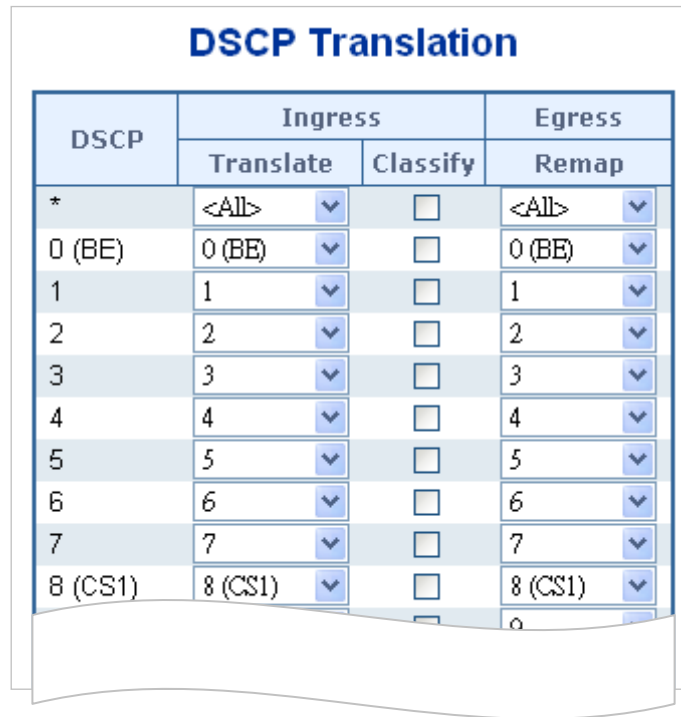 DSCP Translation
DSCP Ingress Egress
Translate Classify Remap
* <All> <All>
0 (BE) 0 (BE) 0 (BE)
1 1 1
2 2 2
3 3 3
4 4 4
5 5 5
6 6 6
7 7 7
8 (CS1) 8 (CS1) 8 (CS1)